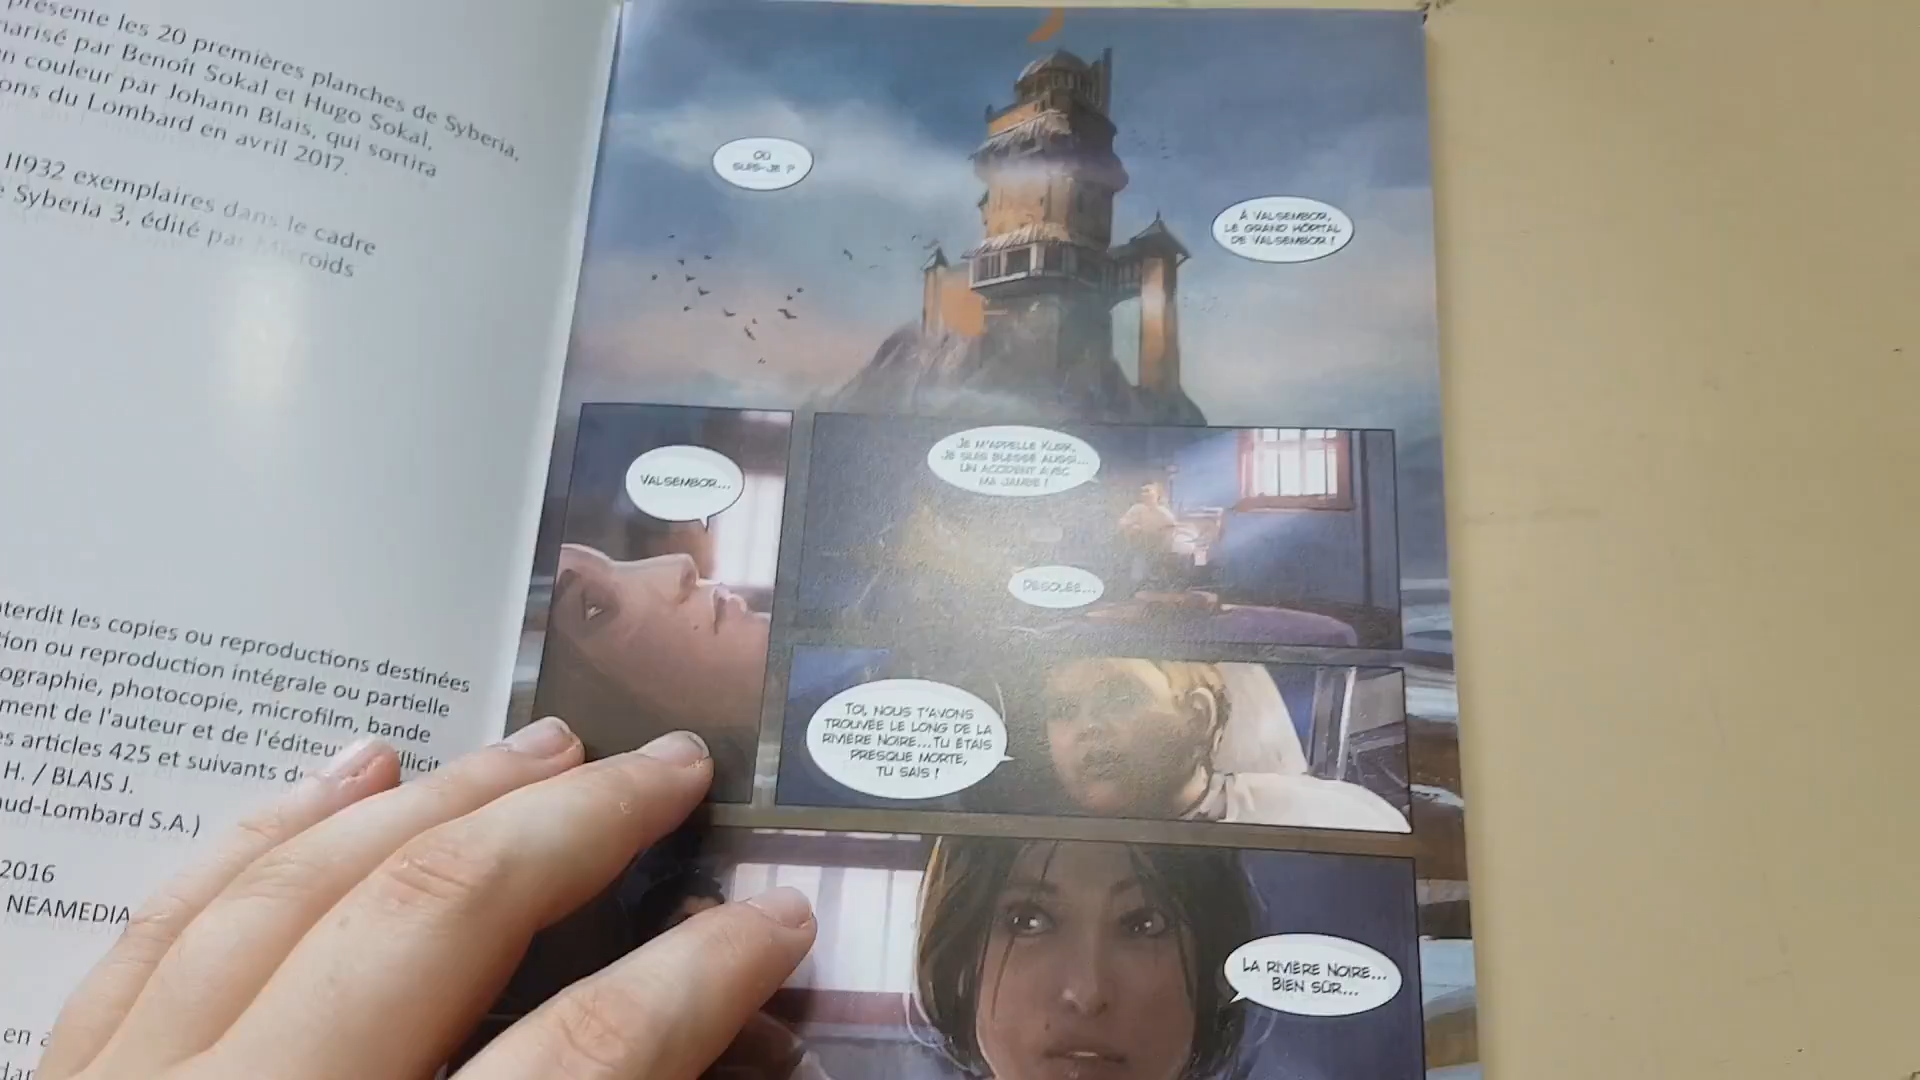 présente les 20 premières planches de Syberia,
narisé par Benoît Sokal et Hugo Sokal,
n couleur par Johann Blais, qui sortira
ons du Lombard en avril 2017.
11932 exemplaires dans le cadre
e Syberia 3, édité par Microids
nterdit les copies ou reproductions destinées
tion ou reproduction intégrale ou partielle
ographie, photocopie, microfilm, bande
ment de l'auteur et de l'éditeu
illicit
es articles 425 et suivants d
H. / BLAIS J.
aud-Lombard S.A.)
2016
NEAMEDIA
en a
dar
OÙ
SUIS-JE ?
À VALSEMBOR,
LE GRAND HÔPITAL
DE VALSEMBOR !
VALSEMBOR...
JE M'APPELLE KURK,
JE SUIS BLESSÉ AUSSI...
UN ACCIDENT AVEC
MA JAMBE !
DÉSOLÉE...
TOI, NOUS T'AVONS
TROUVÉE LE LONG DE LA
RIVIÈRE NOIRE... TU ÉTAIS
PRESQUE MORTE,
TU SAIS !
LA RIVIÈRE NOIRE...
BIEN SÛR...